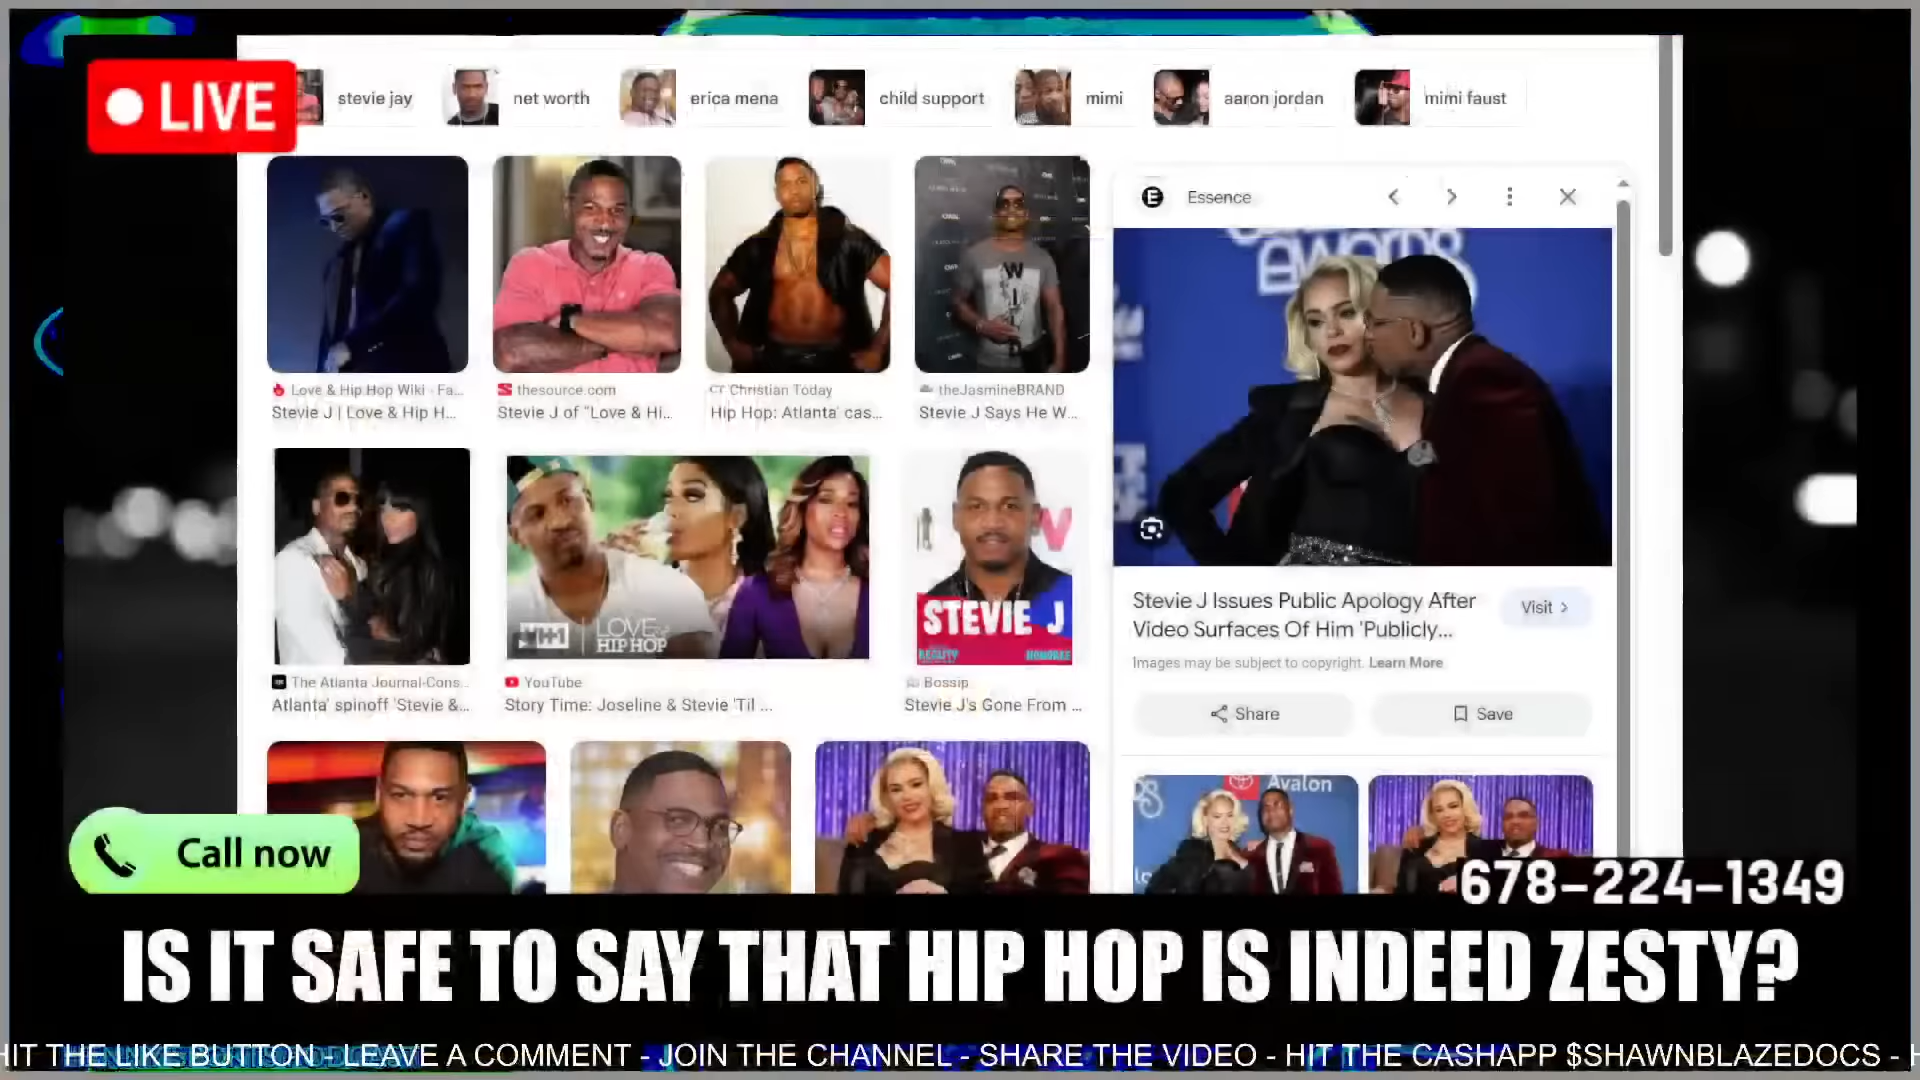 LIVE
stevie jay
net worth
erica mena
child support
mimi
aaron jordan
mimi faust
Essence
AWARDS
Love & Hip Hop Wiki - Fa...
Stevie J | Love & Hip H...
thesource.com
Stevie J of "Love & Hi...
Christian Today
Hip Hop: Atlanta' cas...
theJasmineBRAND
Stevie J Says He W...
VH1
LOVE & HIP HOP
STEVIE J
REALITY
HONOREE
Stevie J Issues Public Apology After
Video Surfaces Of Him 'Publicly...
Visit >
Images may be subject to copyright. Learn More
The Atlanta Journal-Cons...
Atlanta' spinoff 'Stevie &...
YouTube
Story Time: Joseline & Stevie 'Til ...
Bossip
Stevie J's Gone From ...
Share
Save
Avalon
Call now
678-224-1349
IS IT SAFE TO SAY THAT HIP HOP IS INDEED ZESTY?
HIT THE LIKE BUTTON - LEAVE A COMMENT - JOIN THE CHANNEL - SHARE THE VIDEO - HIT THE CASHAPP $SHAWNBLAZEDOCS -